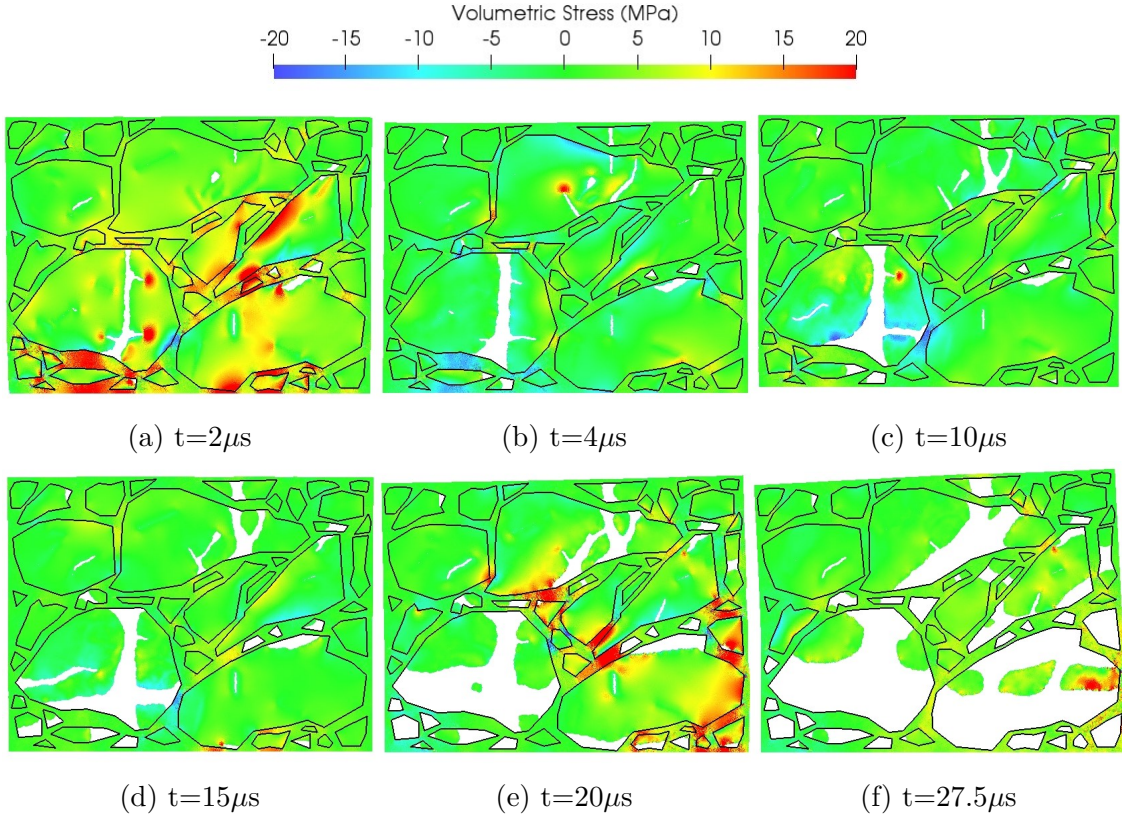 Volumetric Stress (MPa)
-20 -15 -10 -5 0 5 10 15 20
(a) t=2μs
(b) t=4μs
(c) t=10μs
(d) t=15μs
(e) t=20μs
(f) t=27.5μs